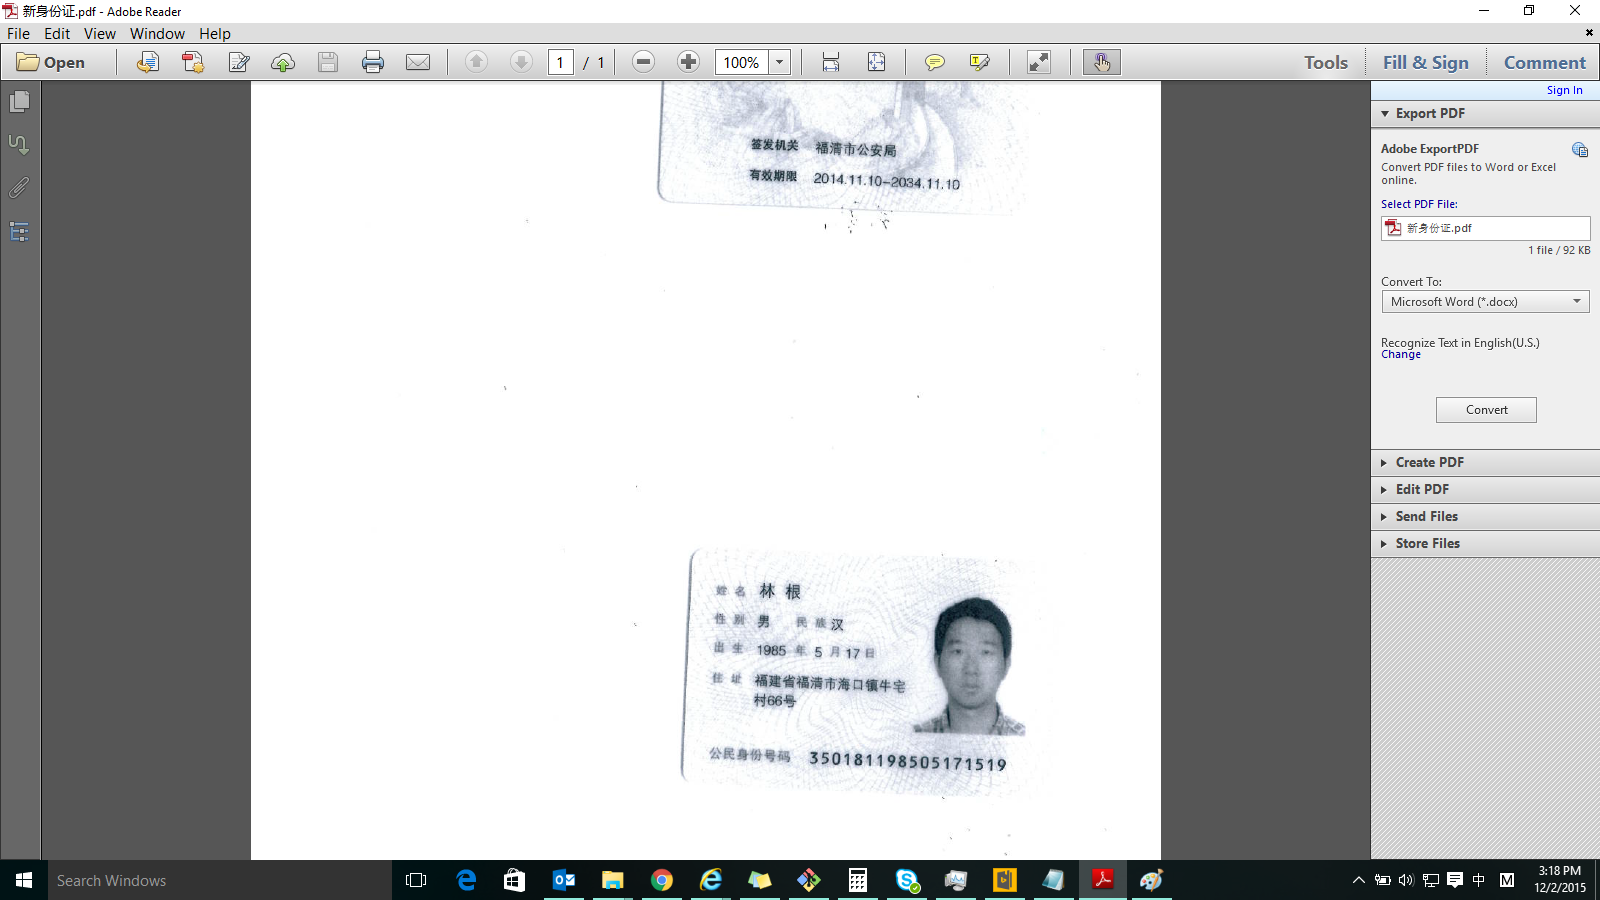 新身份证.pdf - Adobe Reader
File Edit View Window Help
Open
1 / 1
100%
Tools
Fill & Sign
Comment
签发机关 福清市公安局
有效期限 2014.11.10-2034.11.10
姓名 林根
性别 男 民族 汉
出生 1985 年 5 月 17 日
住址 福建省福清市海口镇牛宅
村66号
公民身份号码 350181198505171519
Sign In
Export PDF
Adobe ExportPDF
Convert PDF files to Word or Excel
online.
Select PDF File:
新身份证.pdf
1 file / 92 KB
Convert To:
Microsoft Word (*.docx)
Recognize Text in English(U.S.)
Change
Convert
Create PDF
Edit PDF
Send Files
Store Files
Search Windows
中
M
3:18 PM
12/2/2015